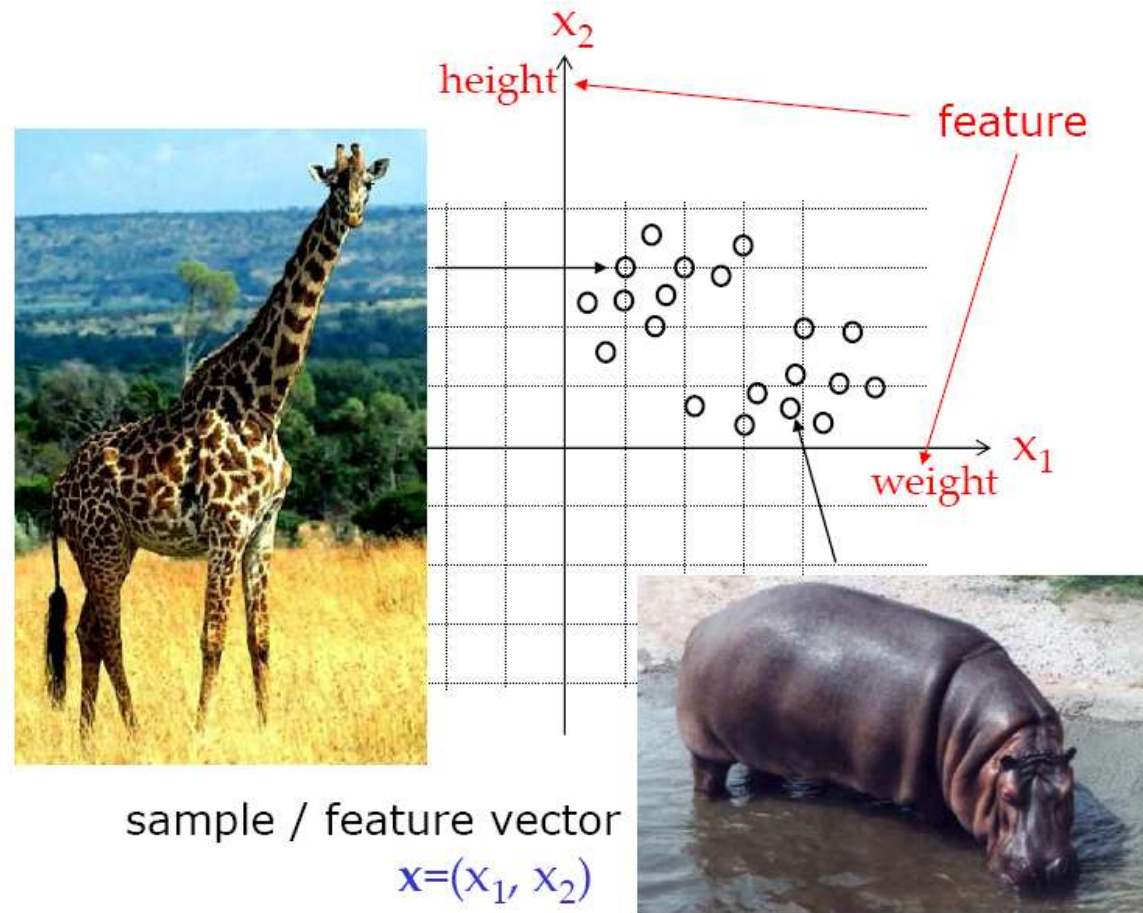 x₂
height
feature
x₁
weight
sample / feature vector
x=(x₁, x₂)